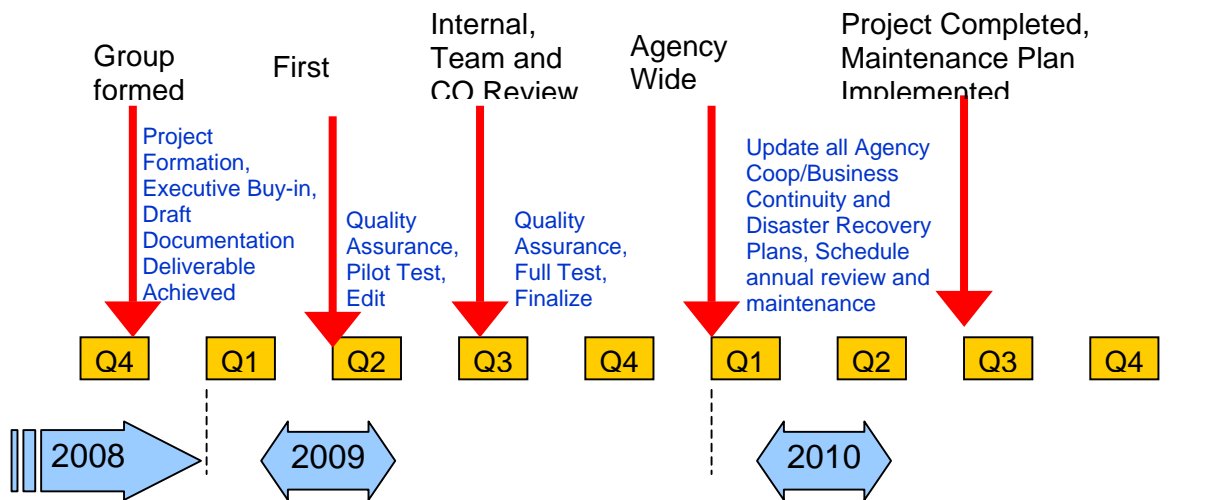 Group
formed
First
Internal,
Team and
CO Review
Agency
Wide
Project Completed,
Maintenance Plan
Implemented
Project
Formation,
Executive Buy-in,
Draft
Documentation
Deliverable
Achieved
Quality
Assurance,
Pilot Test,
Edit
Quality
Assurance,
Full Test,
Finalize
Update all Agency
Coop/Business
Continuity and
Disaster Recovery
Plans, Schedule
annual review and
maintenance
Q4 Q1 Q2 Q3 Q4 Q1 Q2 Q3 Q4
2008 2009 2010